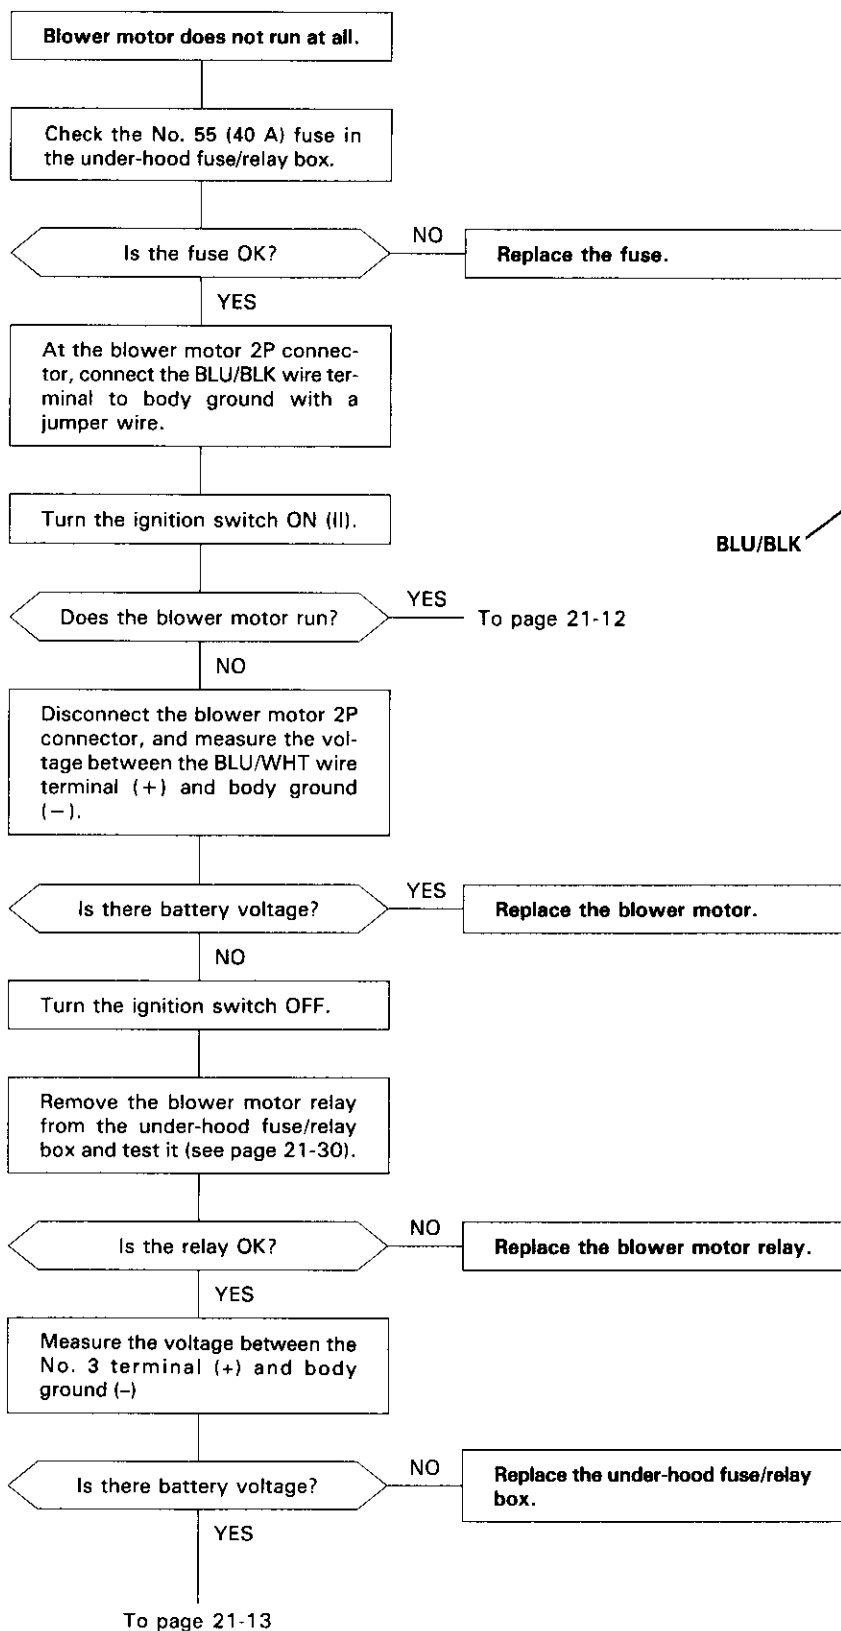 Blower motor does not run at all.
Check the No. 55 (40 A) fuse in
the under-hood fuse/relay box.
Is the fuse OK?
NO
Replace the fuse.
YES
At the blower motor 2P connec-
tor, connect the BLU/BLK wire ter-
minal to body ground with a
jumper wire.
Turn the ignition switch ON (II).
BLU/BLK
Does the blower motor run?
YES
To page 21-12
NO
Disconnect the blower motor 2P
connector, and measure the vol-
tage between the BLU/WHT wire
terminal (+) and body ground
(−).
Is there battery voltage?
YES
Replace the blower motor.
NO
Turn the ignition switch OFF.
Remove the blower motor relay
from the under-hood fuse/relay
box and test it (see page 21-30).
Is the relay OK?
NO
Replace the blower motor relay.
YES
Measure the voltage between the
No. 3 terminal (+) and body
ground (–)
Is there battery voltage?
NO
Replace the under-hood fuse/relay
box.
YES
To page 21-13